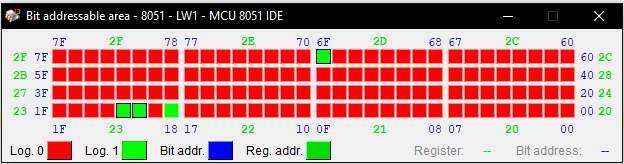 Bit addressable area - 8051 - LW1 - MCU 8051 IDE
7F 2F 78 77 2E 70 6F 2D 68 67 2C 60
2F 7F 60 2C
2B 5F 40 28
27 3F 20 24
23 1F 00 20
1F 23 18 17 22 10 0F 21 08 07 20 00
Log. 0 Log. 1 Bit addr. Reg. addr. Register: -- Bit address: --